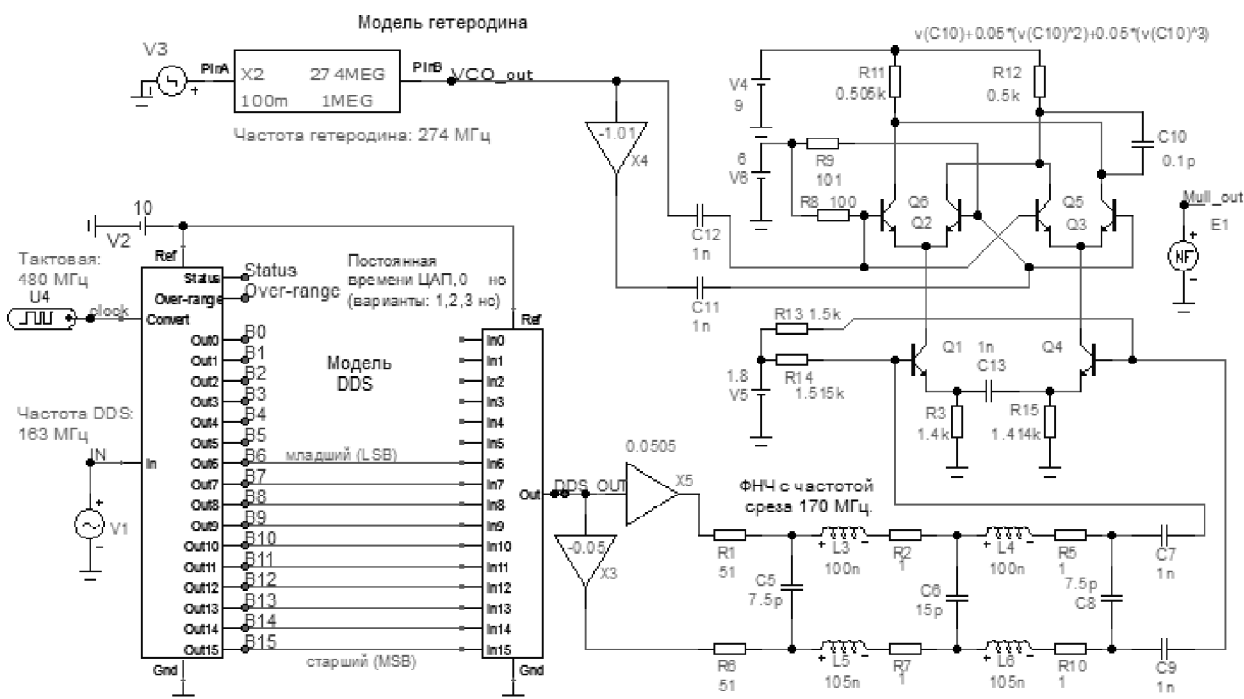 Модель гетеродина
v(C10)+0.05*(v(C10)^2)+0.05*(v(C10)^3)
V3
PinA
X2 274MEG
100m 1MEG
PinB
VCO_out
Частота гетеродина: 274 МГц
-1.01
X4
V4
9
R11
0.505k
R12
0.5k
C10
0.1p
6
V6
R9
101
R8 100
Q6
Q2
Q5
Q3
Mull_out
E1
NF
C12
1n
C11
1n
10
V2
Ref
Тактовая:
480 МГц
U4
clock
Convert
Status
Status
Over-range
Over-range
Постоянная
времени ЦАП,0 нс
(варианты: 1,2,3 нс)
Ref
Модель
DDS
Частота DDS:
163 МГц
IN
In
V1
Out0
B0
In0
Out1
B1
In1
Out2
B2
In2
Out3
B3
In3
Out4
B4
In4
Out5
B5
In5
Out6
B6
младший (LSB)
In6
Out7
B7
In7
Out8
B8
In8
Out9
B9
In9
Out10
B10
In10
Out11
B11
In11
Out12
B12
In12
Out13
B13
In13
Out14
B14
In14
Out15
B15
старший (MSB)
In15
Gnd
Gnd
Out
DDS_OUT
0.0505
X5
-0.05
X3
R13 1.5k
R14
1.515k
1.8
V5
Q1
1n
C13
Q4
R3
1.4k
R15
1.414k
ФНЧ с частотой
среза 170 МГц.
R1
51
C5
7.5p
L3
100n
R2
1
C6
15p
L4
100n
R5
1
7.5p
C8
C7
1n
R6
51
L5
105n
R7
1
L6
105n
R10
1
C9
1n